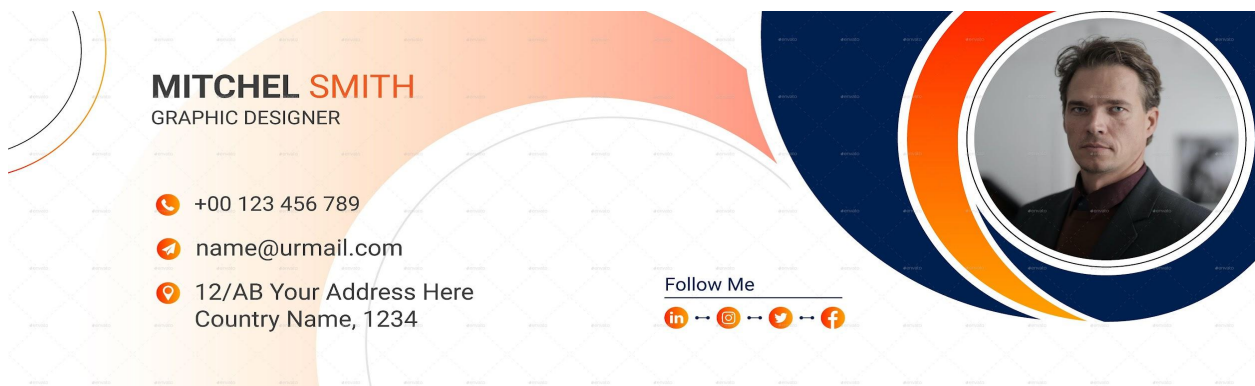 MITCHEL SMITH
GRAPHIC DESIGNER
+00 123 456 789
name@urmail.com
12/AB Your Address Here
Country Name, 1234
Follow Me
in